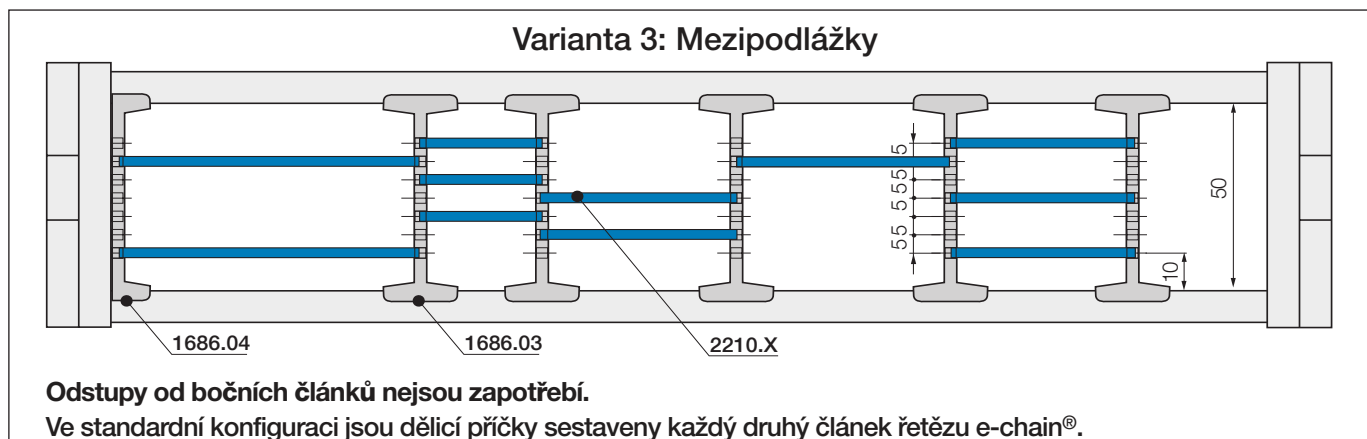 Varianta 3: Mezipodlážky
5
5
5
5
5
5
50
10
1686.04
1686.03
2210.X
Odstupy od bočních článků nejsou zapotřebí.
Ve standardní konfiguraci jsou dělicí příčky sestaveny každý druhý článek řetězu e-chain®.